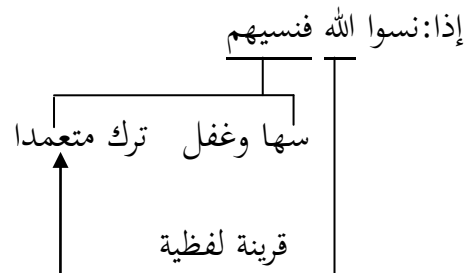 إذا:نسوا الله فنسيهم
سها وغفل ترك متعمدا
قرينة لفظية